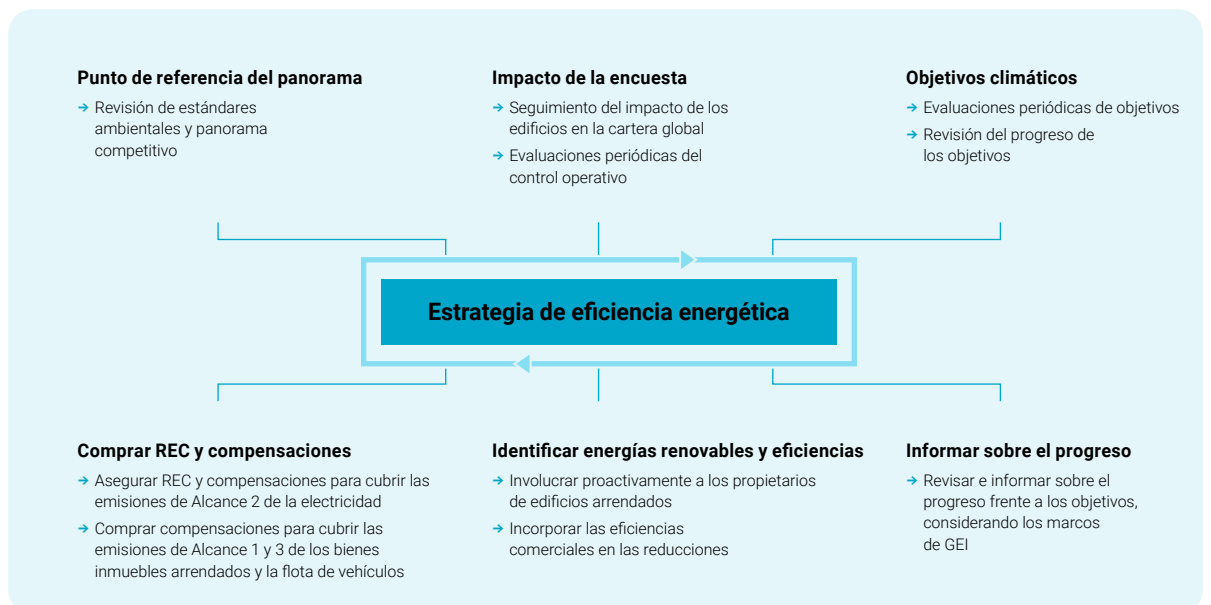 Punto de referencia del panorama
→ Revisión de estándares
ambientales y panorama
competitivo
Impacto de la encuesta
→ Seguimiento del impacto de los
edificios en la cartera global
→ Evaluaciones periódicas del
control operativo
Objetivos climáticos
→ Evaluaciones periódicas de objetivos
→ Revisión del progreso de
los objetivos
Estrategia de eficiencia energética
Comprar REC y compensaciones
→ Asegurar REC y compensaciones para cubrir las
emisiones de Alcance 2 de la electricidad
→ Comprar compensaciones para cubrir las
emisiones de Alcance 1 y 3 de los bienes
inmuebles arrendados y la flota de vehículos
Identificar energías renovables y eficiencias
→ Involucrar proactivamente a los propietarios
de edificios arrendados
→ Incorporar las eficiencias
comerciales en las reducciones
Informar sobre el progreso
→ Revisar e informar sobre el
progreso frente a los objetivos,
considerando los marcos
de GEI